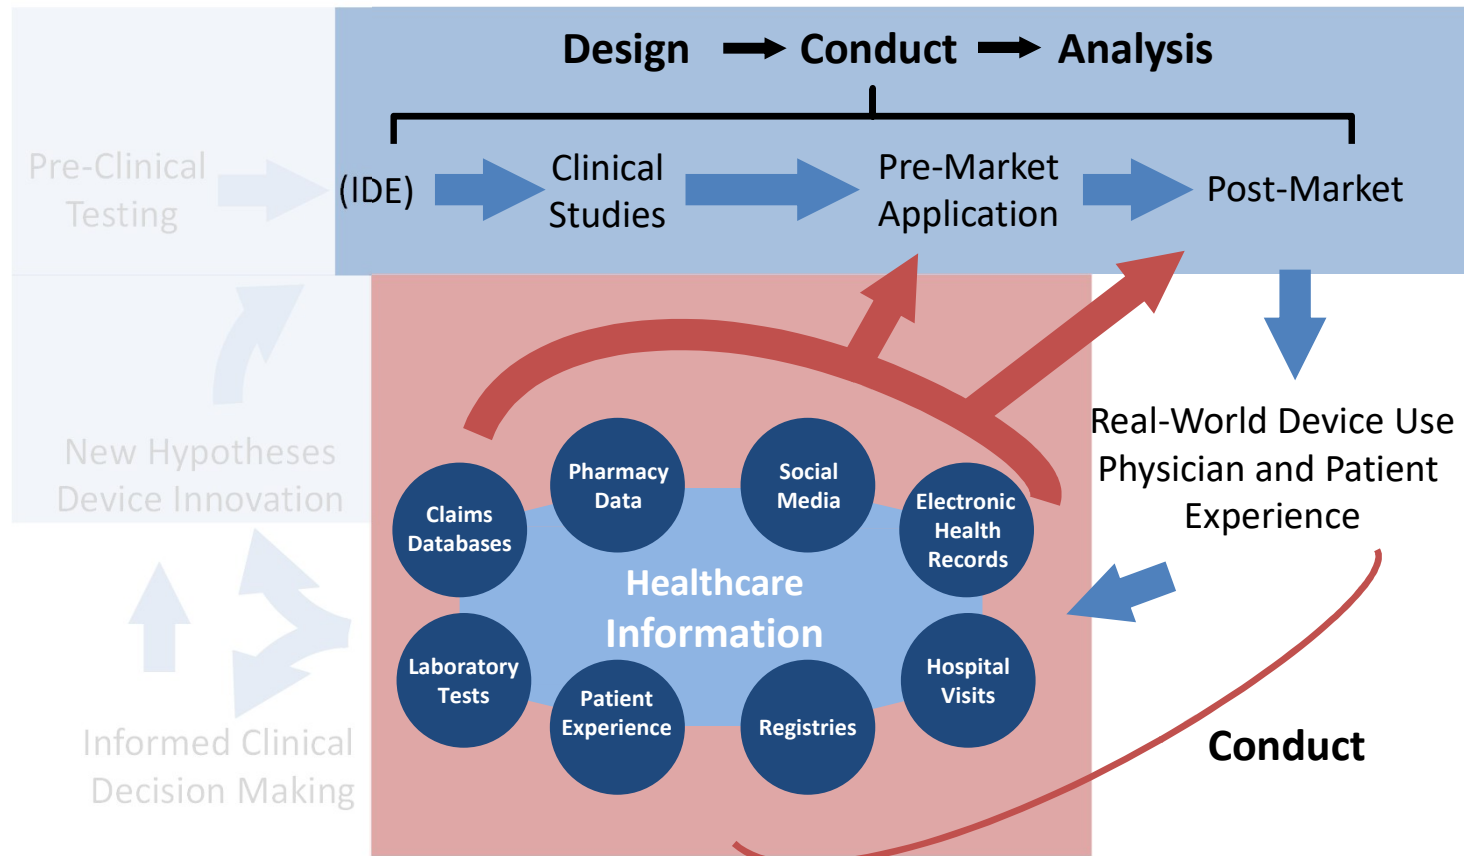 Design → Conduct → Analysis
Pre-Clinical
Testing
(IDE)
Clinical
Studies
Pre-Market
Application
Post-Market
New Hypotheses
Device Innovation
Real-World Device Use
Physician and Patient
Experience
Claims
Databases
Pharmacy
Data
Social
Media
Electronic
Health
Records
Healthcare
Information
Laboratory
Tests
Patient
Experience
Registries
Hospital
Visits
Informed Clinical
Decision Making
Conduct